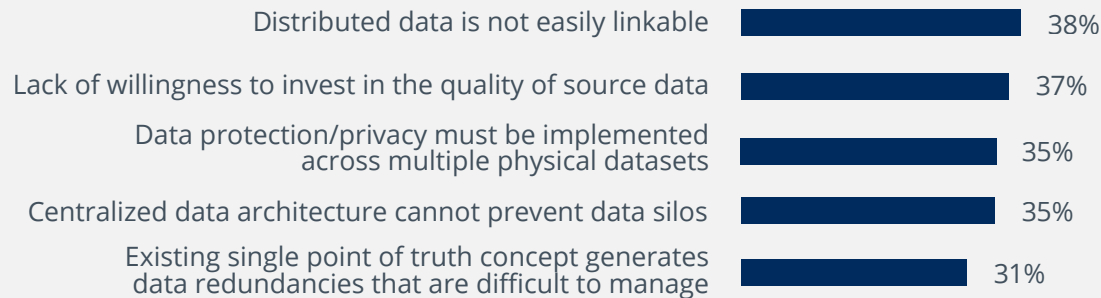 Distributed data is not easily linkable 38%
Lack of willingness to invest in the quality of source data 37%
Data protection/privacy must be implemented
across multiple physical datasets 35%
Centralized data architecture cannot prevent data silos 35%
Existing single point of truth concept generates
data redundancies that are difficult to manage 31%